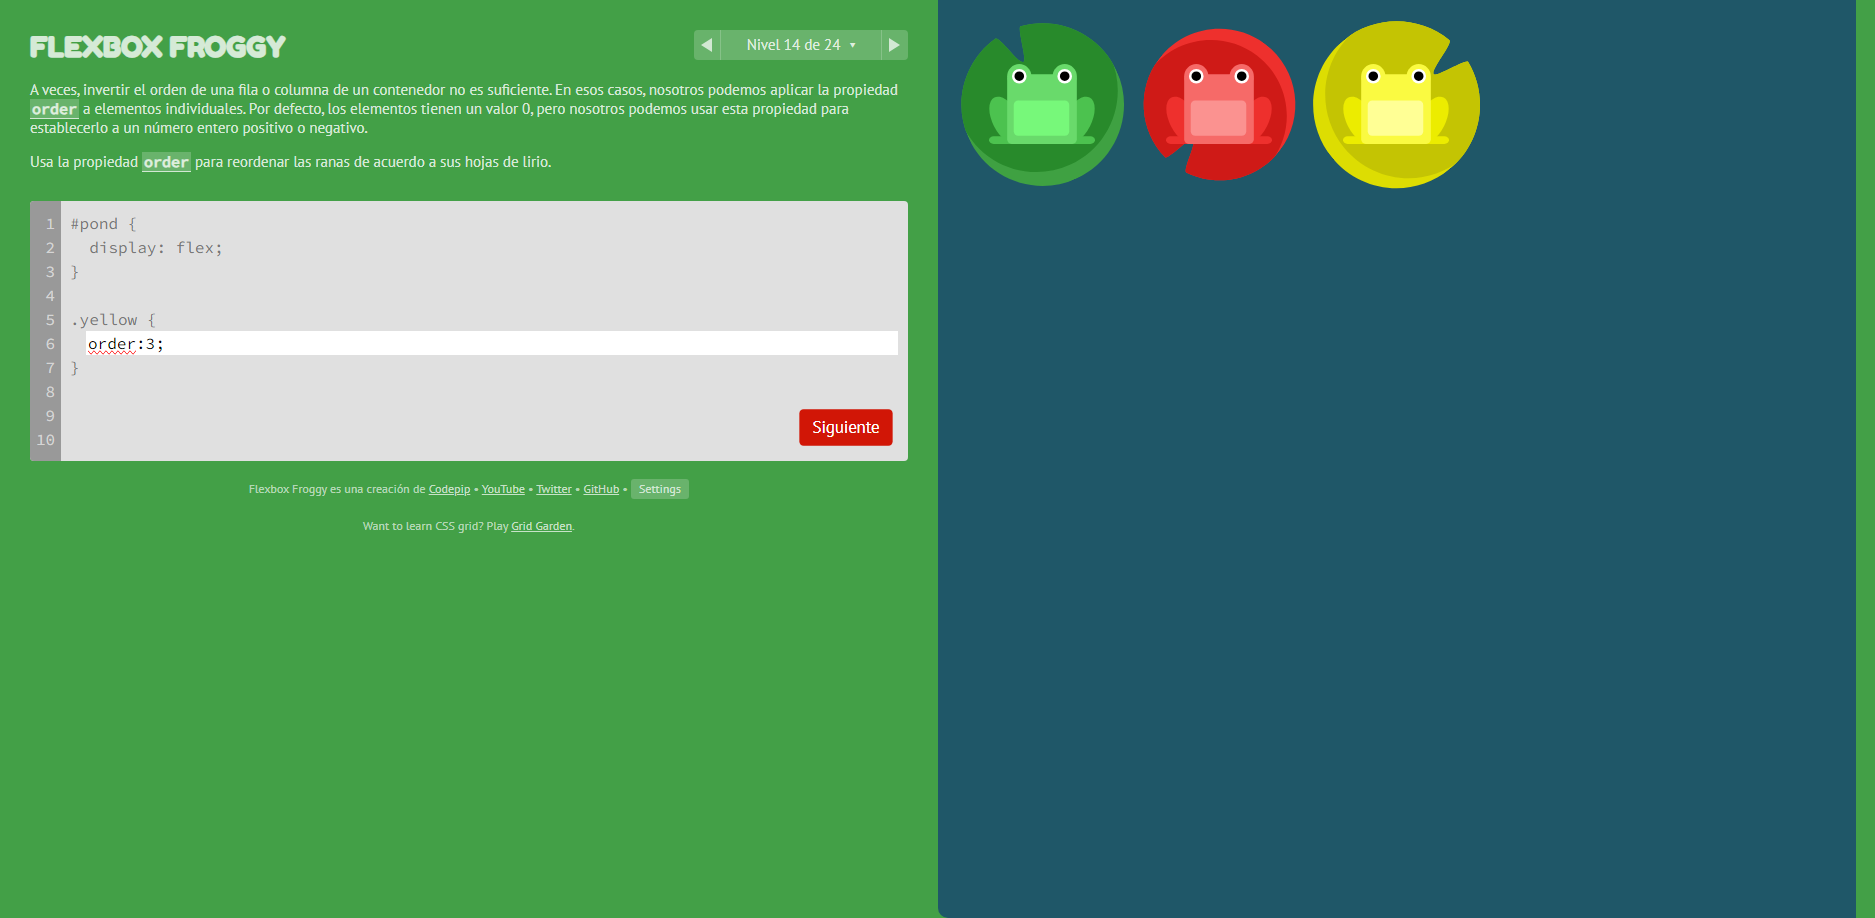 FLEXBOX FROGGY
Nivel 14 de 24 ▾
A veces, invertir el orden de una fila o columna de un contenedor no es suficiente. En esos casos, nosotros podemos aplicar la propiedad
order a elementos individuales. Por defecto, los elementos tienen un valor 0, pero nosotros podemos usar esta propiedad para
establecerlo a un número entero positivo o negativo.
Usa la propiedad order para reordenar las ranas de acuerdo a sus hojas de lirio.
1 #pond {
2 display: flex;
3 }
4
5 .yellow {
6 order:3;
7 }
8
9
10
Siguiente
Flexbox Froggy es una creación de Codepip • YouTube • Twitter • GitHub • Settings
Want to learn CSS grid? Play Grid Garden.